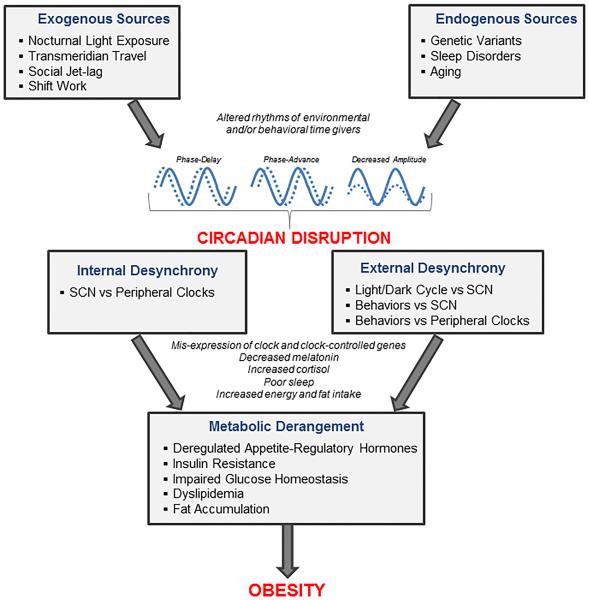 Exogenous Sources
▪ Nocturnal Light Exposure
▪ Transmeridian Travel
▪ Social Jet-lag
▪ Shift Work
Endogenous Sources
▪ Genetic Variants
▪ Sleep Disorders
▪ Aging
Altered rhythms of environmental
and/or behavioral time givers
Phase-Delay
Phase-Advance
Decreased Amplitude
CIRCADIAN DISRUPTION
Internal Desynchrony
▪ SCN vs Peripheral Clocks
External Desynchrony
▪ Light/Dark Cycle vs SCN
▪ Behaviors vs SCN
▪ Behaviors vs Peripheral Clocks
Mis-expression of clock and clock-controlled genes
Decreased melatonin
Increased cortisol
Poor sleep
Increased energy and fat intake
Metabolic Derangement
▪ Deregulated Appetite-Regulatory Hormones
▪ Insulin Resistance
▪ Impaired Glucose Homeostasis
▪ Dyslipidemia
▪ Fat Accumulation
OBESITY